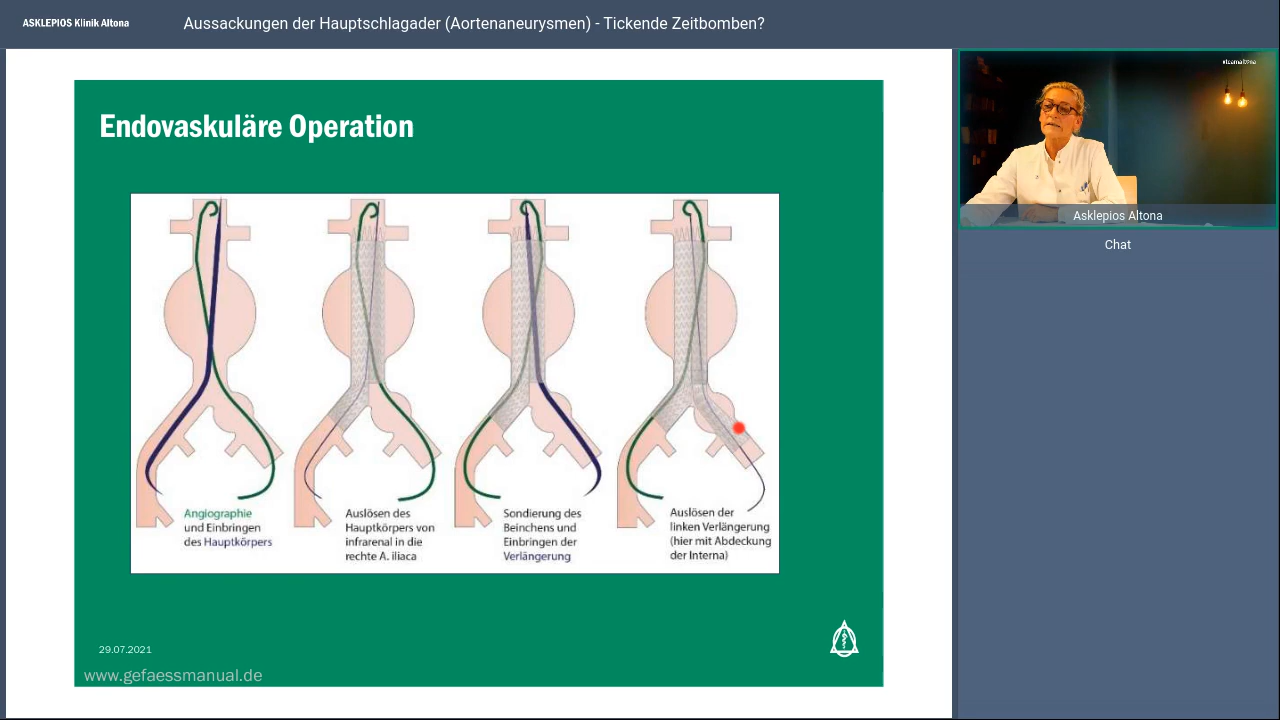 ASKLEPIOS Klinik Altona
Aussackungen der Hauptschlagader (Aortenaneurysmen) - Tickende Zeitbomben?
Endovaskuläre Operation
Angiographie
und Einbringen
des Hauptkörpers
Auslösen des
Hauptkörpers von
infrarenal in die
rechte A. iliaca
Sondierung des
Beinchens und
Einbringen der
Verlängerung
Auslösen der
linken Verlängerung
(hier mit Abdeckung
der Interna)
29.07.2021
www.gefaessmanual.de
Asklepios Altona
Chat